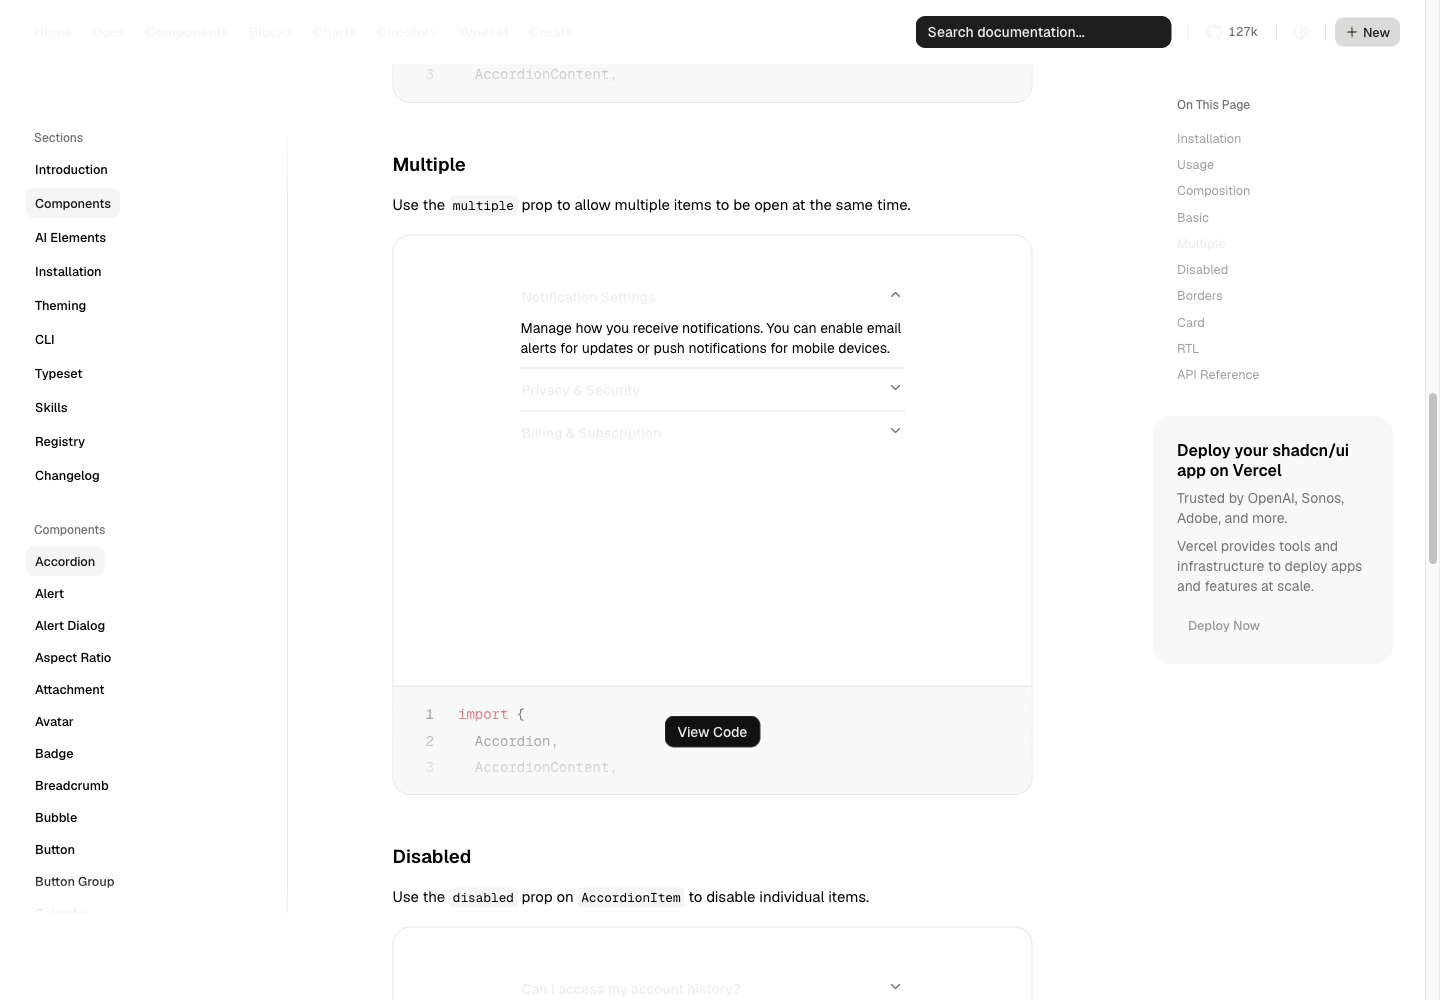 Home Docs Components Blocks Charts Directory Typeset Create
Search documentation...
127k
New
Sections
Introduction
Components
AI Elements
Installation
Theming
CLI
Typeset
Skills
Registry
Changelog
Components
Accordion
Alert
Alert Dialog
Aspect Ratio
Attachment
Avatar
Badge
Breadcrumb
Bubble
Button
Button Group
Calendar
3 AccordionContent,
Multiple
Use the multiple prop to allow multiple items to be open at the same time.
Notification Settings
Manage how you receive notifications. You can enable email
alerts for updates or push notifications for mobile devices.
Privacy & Security
Billing & Subscription
1 import {
2 Accordion,
3 AccordionContent,
View Code
Disabled
Use the disabled prop on AccordionItem to disable individual items.
Can I access my account history?
On This Page
Installation
Usage
Composition
Basic
Multiple
Disabled
Borders
Card
RTL
API Reference
Deploy your shadcn/ui
app on Vercel
Trusted by OpenAI, Sonos,
Adobe, and more.
Vercel provides tools and
infrastructure to deploy apps
and features at scale.
Deploy Now